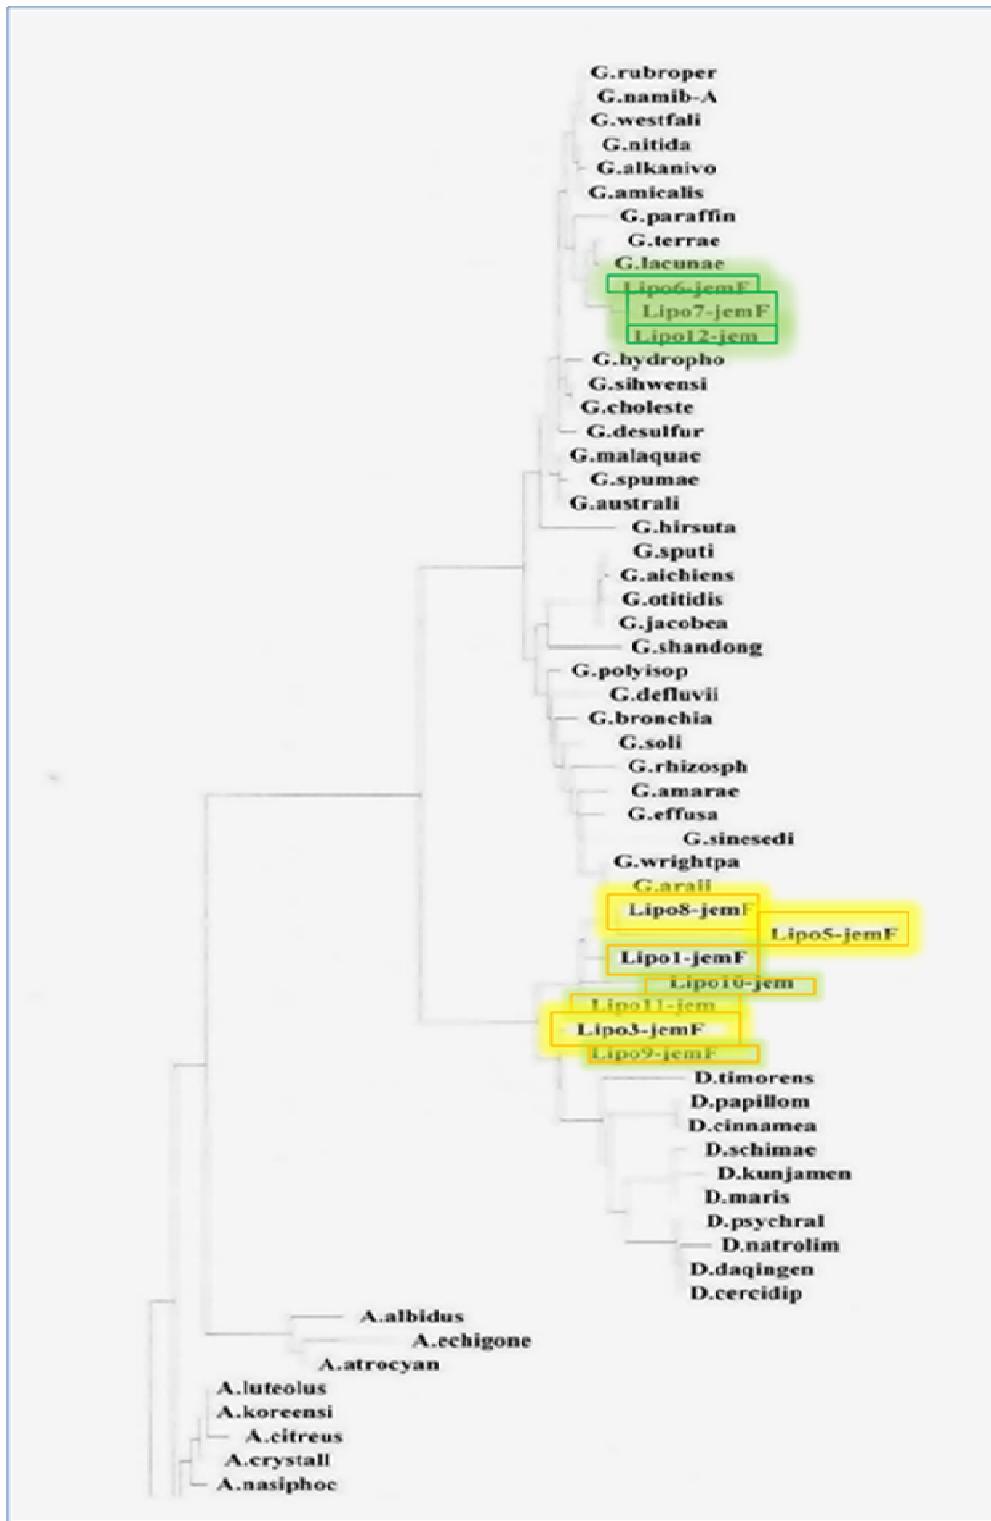 G.rubroper
G.namib-A
G.westfali
G.nitida
G.alkanivo
G.amicalis
G.paraffin
G.terrae
G.lacunae
Lipo6-jemF
Lipo7-jemF
Lipo12-jem
G.hydropho
G.sihwensi
G.choleste
G.desulfur
G.malaquae
G.spumae
G.australi
G.hirsuta
G.sputi
G.aichiens
G.otitidis
G.jacobea
G.shandong
G.polyisop
G.defluvii
G.bronchia
G.soli
G.rhizosph
G.amarae
G.effusa
G.sinesedi
G.wrightpa
G.araii
Lipo8-jemF
Lipo5-jemF
Lipo1-jemF
Lipo10-jem
Lipo11-jem
Lipo3-jemF
Lipo9-jemF
D.timorens
D.papillom
D.cinnamea
D.schimae
D.kunjamen
D.maris
D.psychral
D.natrolim
D.daqingen
D.cercidip
A.albidus
A.echigone
A.atrocyan
A.luteolus
A.koreensi
A.citreus
A.crystall
A.nasiphoc